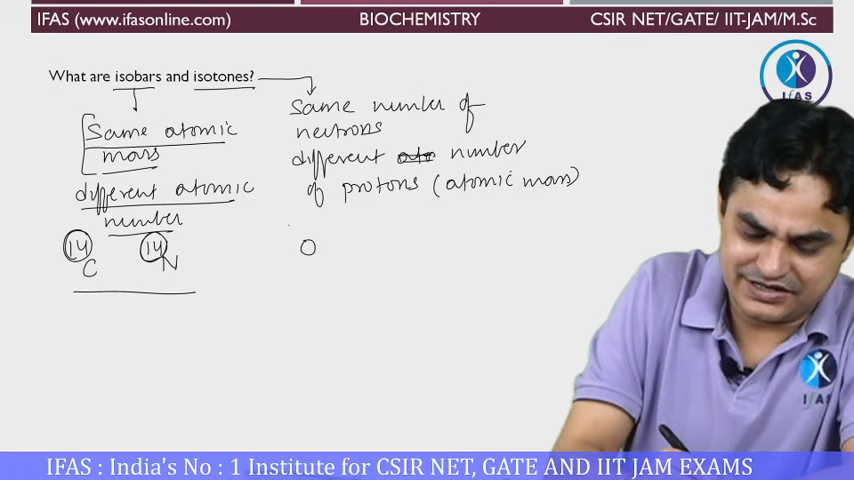 IFAS (www.ifasonline.com) BIOCHEMISTRY CSIR NET/GATE/ IIT-JAM/M.Sc
What are isobars and isotones?
Same atomic
mass
different atomic
number
14 C 14 N
Same number of
neutrons
different number
of protons (atomic mass)
O
IFAS
IFAS
IFAS : India's No : 1 Institute for CSIR NET, GATE AND IIT JAM EXAMS